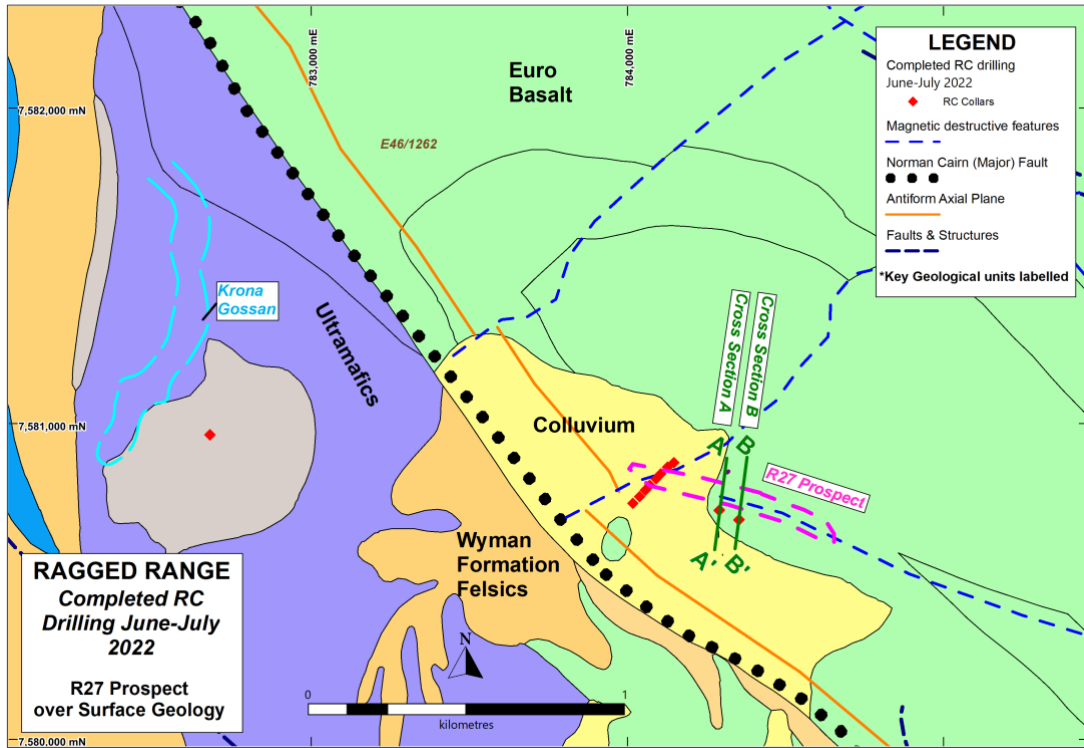 783,000 mE
784,000 mE
7,582,000 mN
7,581,000 mN
7,580,000 mN
Euro
Basalt
E46/1262
LEGEND
Completed RC drilling
June-July 2022
RC Collars
Magnetic destructive features
Norman Cairn (Major) Fault
Antiform Axial Plane
Faults & Structures
*Key Geological units labelled
Krona
Gossan
Ultramafics
Colluvium
Cross Section A
Cross Section B
A
B
R27 Prospect
A'
B'
Wyman
Formation
Felsics
RAGGED RANGE
Completed RC
Drilling June-July
2022
R27 Prospect
over Surface Geology
N
0
1
kilometres